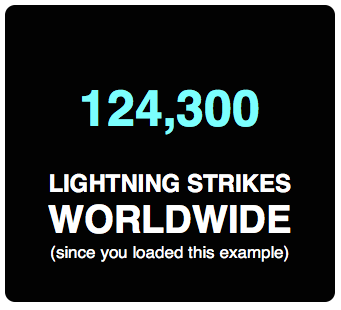 124,300
LIGHTNING STRIKES
WORLDWIDE
(since you loaded this example)